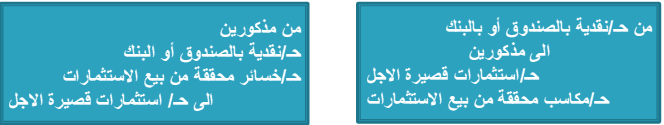 من حـ/نقدية بالصندوق أو بالبنك
الى مذكورين
حـ/استثمارات قصيرة الاجل
حـ/مكاسب محققة من بيع الاستثمارات
من مذكورين
حـ/نقدية بالصندوق أو البنك
حـ/خسائر محققة من بيع الاستثمارات
الى حـ/ استثمارات قصيرة الاجل